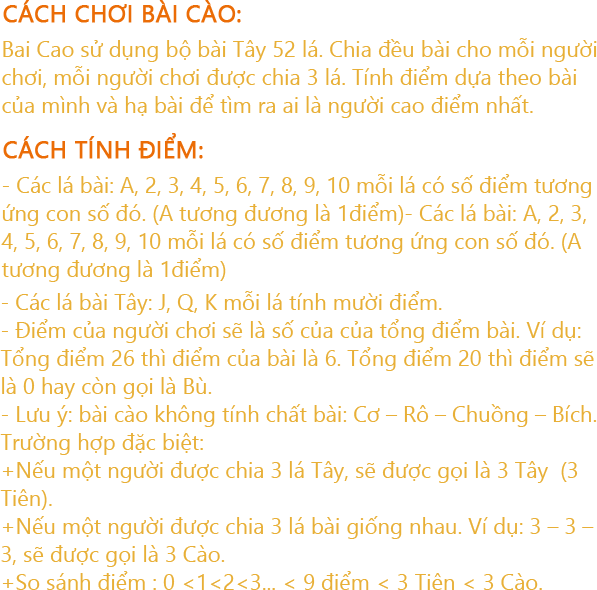 CÁCH CHƠI BÀI CÀO:
Bai Cao sử dụng bộ bài Tây 52 lá. Chia đều bài cho mỗi người
chơi, mỗi người chơi được chia 3 lá. Tính điểm dựa theo bài
của mình và hạ bài để tìm ra ai là người cao điểm nhất.
CÁCH TÍNH ĐIỂM:
- Các lá bài: A, 2, 3, 4, 5, 6, 7, 8, 9, 10 mỗi lá có số điểm tương
ứng con số đó. (A tương đương là 1điểm)- Các lá bài: A, 2, 3,
4, 5, 6, 7, 8, 9, 10 mỗi lá có số điểm tương ứng con số đó. (A
tương đương là 1điểm)
- Các lá bài Tây: J, Q, K mỗi lá tính mười điểm.
- Điểm của người chơi sẽ là số của của tổng điểm bài. Ví dụ:
Tổng điểm 26 thì điểm của bài là 6. Tổng điểm 20 thì điểm sẽ
là 0 hay còn gọi là Bù.
- Lưu ý: bài cào không tính chất bài: Cơ – Rô – Chuồng – Bích.
Trường hợp đặc biệt:
+Nếu một người được chia 3 lá Tây, sẽ được gọi là 3 Tây  (3
Tiên).
+Nếu một người được chia 3 lá bài giống nhau. Ví dụ: 3 – 3 –
3, sẽ được gọi là 3 Cào.
+So sánh điểm : 0 <1<2<3... < 9 điểm < 3 Tiên < 3 Cào.